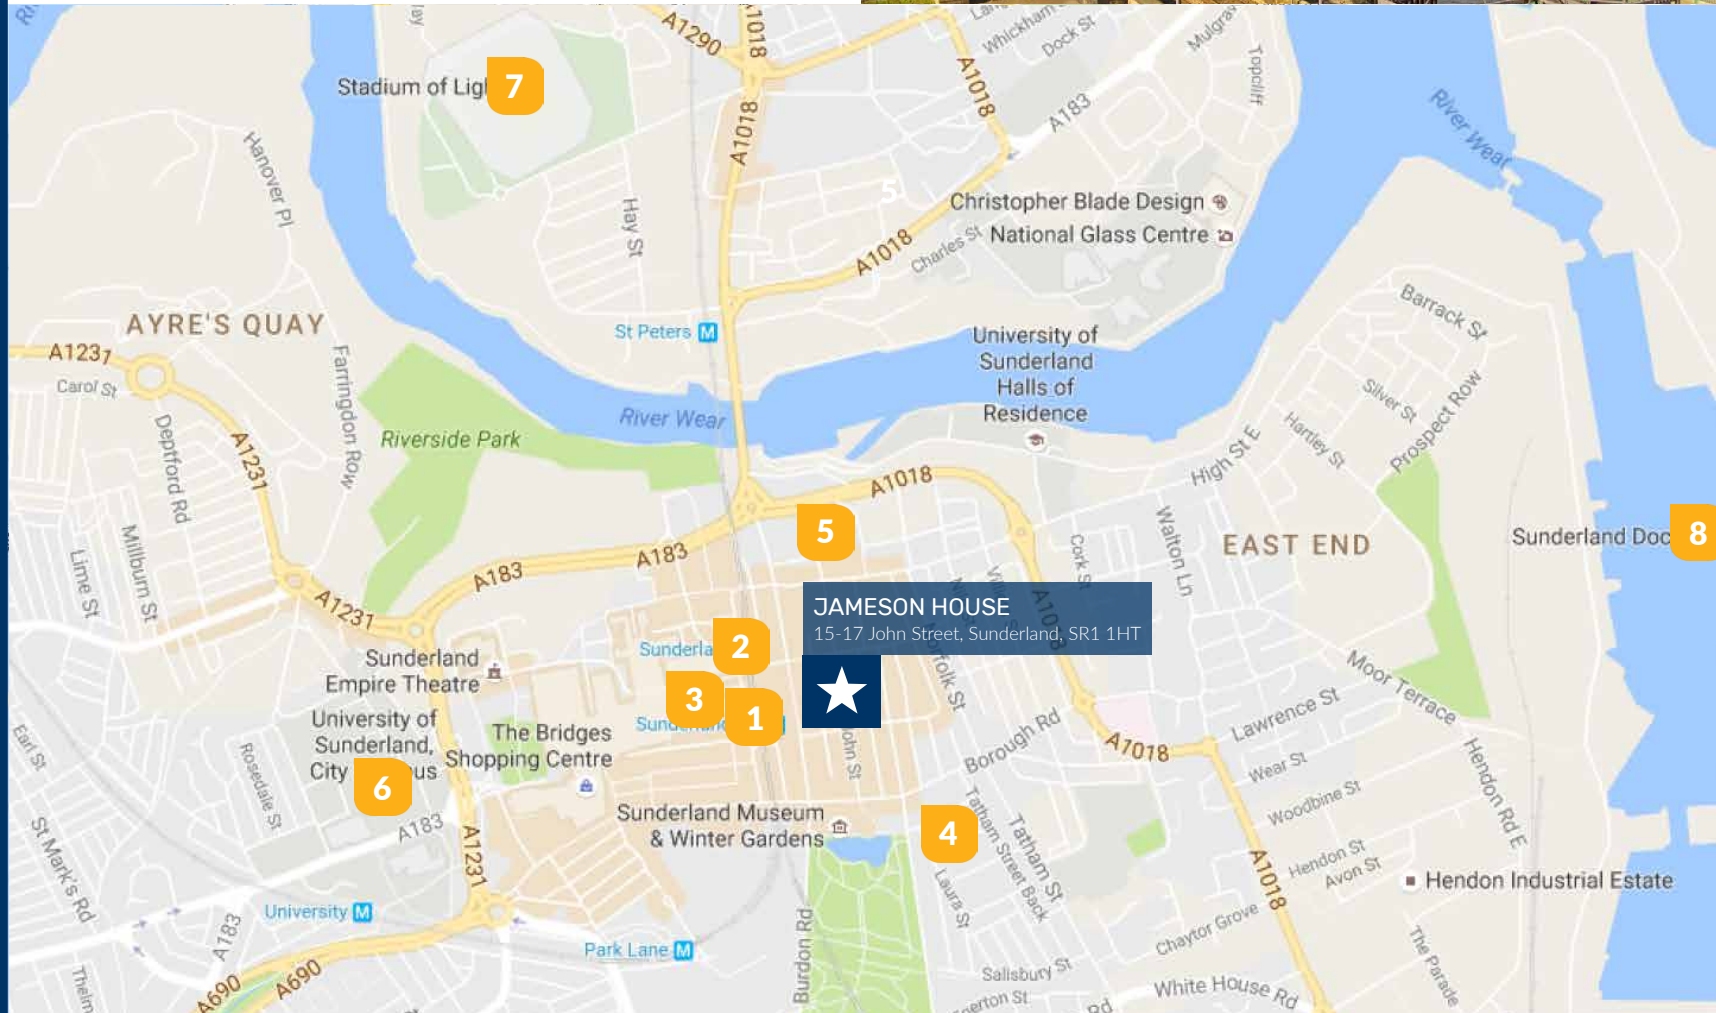 A1290
A1018
Whickham
Dock St
Mulgra
Topcliff
A1018
Stadium of Lig
7
A1018
A183
River Wear
Hanover Pl
5
Christopher Blade Design
National Glass Centre
Hay St
A1018
Charles St
Barrack St
AYRE'S QUAY
St Peters M
University of
Sunderland
Halls of
Residence
A1231
Carol St
Farringdon Row
River Wear
Silver St
Prospect Row
Hartley St
Riverside Park
Deptford Rd
A1231
High St E
A1018
Walton Ln
5
EAST END
Sunderland Doc
8
Millburn St
Lime St
A183
A183
Cork St
A1231
JAMESON HOUSE
15-17 John Street, Sunderland, SR1 1HT
A1018
Norfolk St
Sunderla
2
Sunderland
Empire Theatre
3
1
Moor Terrace
Lawrence St
University of
Sunderland,
City
us
6
The Bridges
Shopping Centre
John St
Borough Rd
A1018
Earl St
Rosedale St
Wear St
Hendon Rd E
Woodbine St
Sunderland Museum
& Winter Gardens
4
A183
A1231
St Mark's Rd
Tatham St
Tatham Street Back
Laura St
A1018
Hendon St
Avon St
Hendon Industrial Estate
University M
A183
Park Lane M
Burdon Rd
Chaytor Grove
The Parade
Salisbury St
White House Rd
A690
A690
Thelm
erton St
Rd